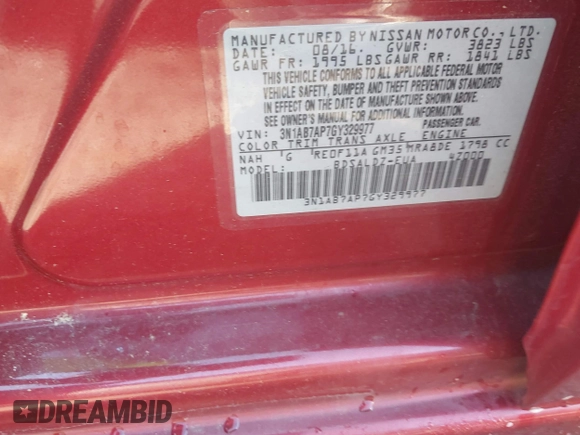 MANUFACTURED BY NISSAN MOTOR CO., LTD.
DATE: 08/16. GVWR: 3823 LBS
GAWR FR: 1995 LBS GAWR RR: 1841 LBS
THIS VEHICLE CONFORMS TO ALL APPLICABLE FEDERAL MOTOR
VEHICLE SAFETY, BUMPER AND THEFT PREVENTION STANDARDS
IN EFFECT ON THE DATE OF MANUFACTURE SHOWN ABOVE.
SEE OWNER'S MANUAL FOR ADDITIONAL INFORMATION
PASSENGER CAR
VIN: 3N1AB7AP7GY329977
COLOR TRIM TRANS AXLE ENGINE
NAH G RE0F11A GM35 MRA8DE 1798 CC
MODEL: BDSALDZ-EUA 42000
3N1AB7AP7GY329977
DREAMBID